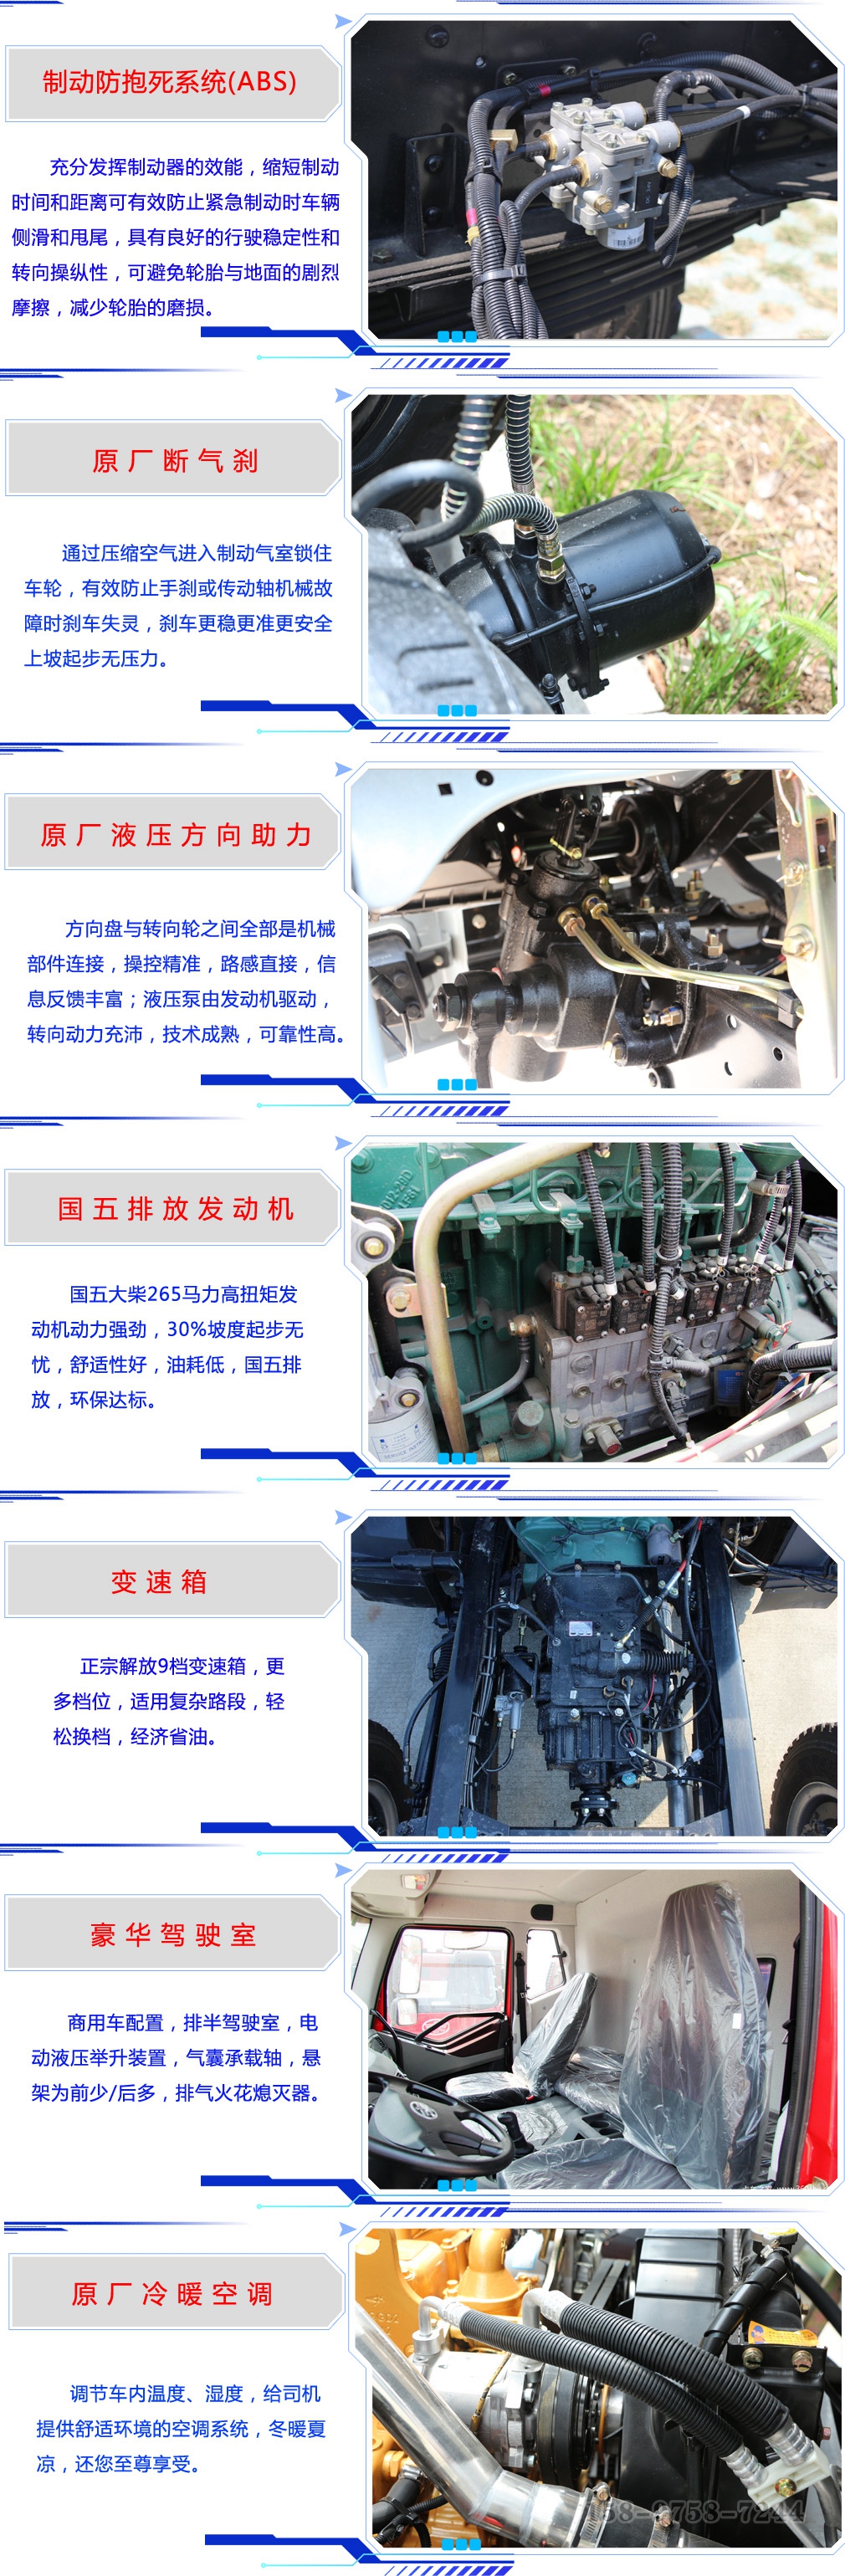 制动防抱死系统(ABS)
充分发挥制动器的效能，缩短制动
时间和距离可有效防止紧急制动时车辆
侧滑和甩尾，具有良好的行驶稳定性和
转向操纵性，可避免轮胎与地面的剧烈
摩擦，减少轮胎的磨损。
原厂断气刹
通过压缩空气进入制动气室锁住
车轮，有效防止手刹或传动轴机械故
障时刹车失灵，刹车更稳更准更安全
上坡起步无压力。
原厂液压方向助力
方向盘与转向轮之间全部是机械
部件连接，操控精准，路感直接，信
息反馈丰富；液压泵由发动机驱动，
转向动力充沛，技术成熟，可靠性高。
国五排放发动机
国五大柴265马力高扭矩发
动机动力强劲，30%坡度起步无
忧，舒适性好，油耗低，国五排
放，环保达标。
变速箱
正宗解放9档变速箱，更
多档位，适用复杂路段，轻
松换档，经济省油。
豪华驾驶室
商用车配置，排半驾驶室，电
动液压举升装置，气囊承载轴，悬
架为前少/后多，排气火花熄灭器。
原厂冷暖空调
调节车内温度、湿度，给司机
提供舒适环境的空调系统，冬暖夏
凉，还您至尊享受。